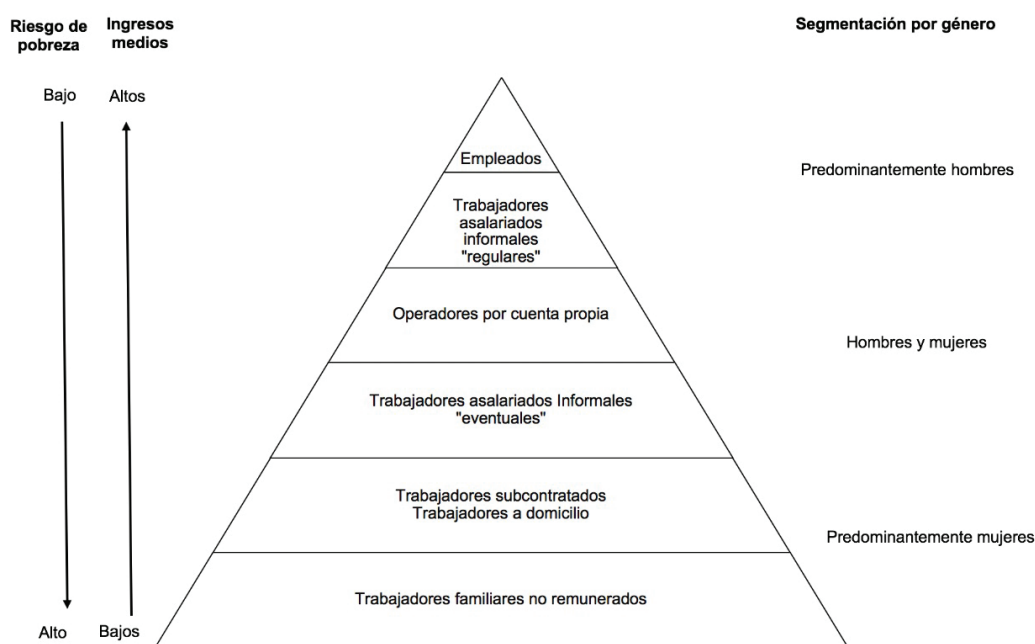 Riesgo de
pobreza
Ingresos
medios
Segmentación por género
Bajo
Altos
Empleados
Predominantemente hombres
Trabajadores
asalariados
informales
"regulares"
Operadores por cuenta propia
Hombres y mujeres
Trabajadores asalariados Informales
"eventuales"
Trabajadores subcontratados
Trabajadores a domicilio
Predominantemente mujeres
Trabajadores familiares no remunerados
Alto
Bajos